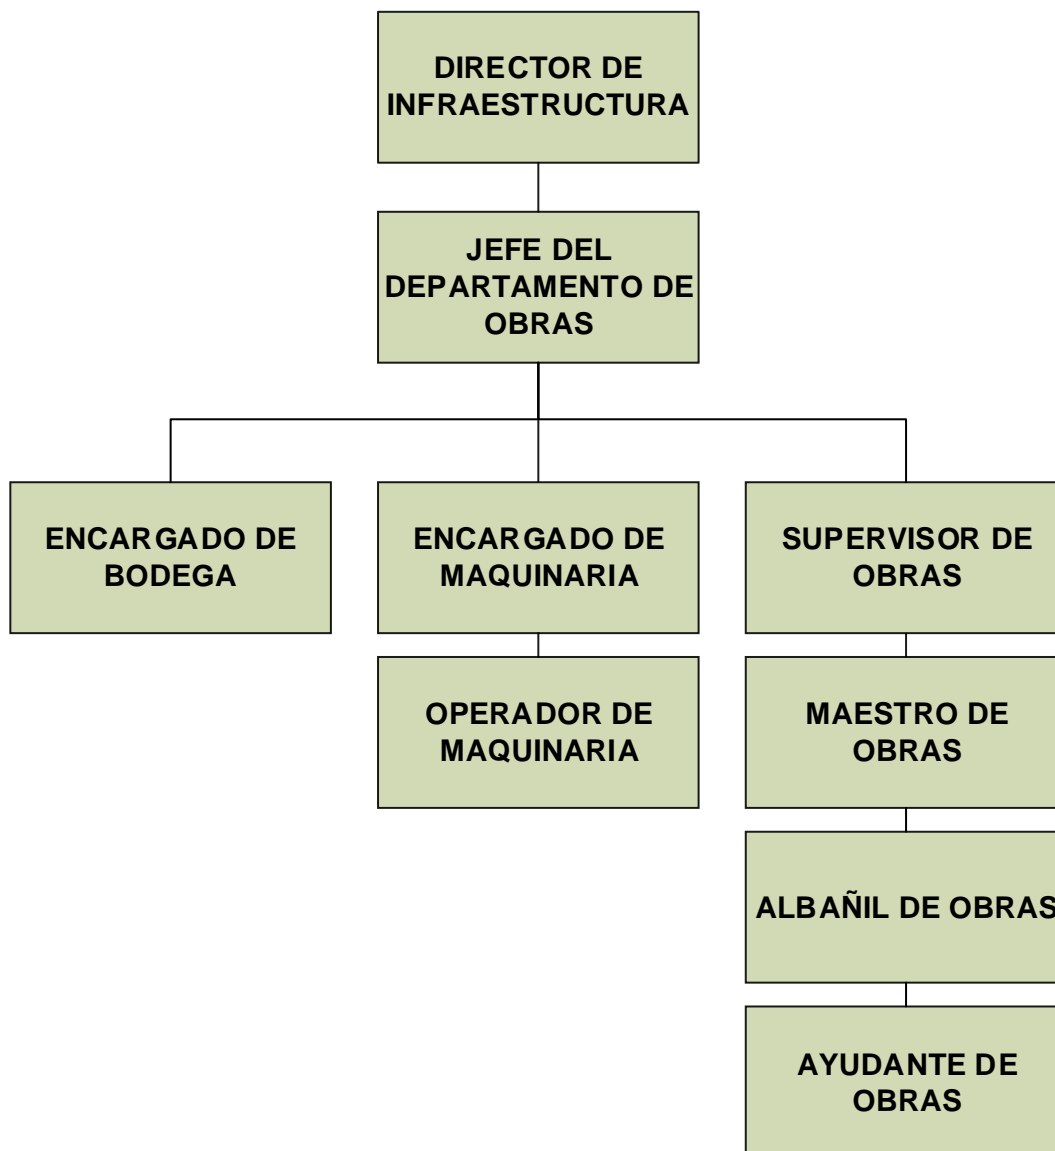 DIRECTOR DE
INFRAESTRUCTURA
JEFE DEL
DEPARTAMENTO DE
OBRAS
ENCARGADO DE
BODEGA
ENCARGADO DE
MAQUINARIA
SUPERVISOR DE
OBRAS
OPERADOR DE
MAQUINARIA
MAESTRO DE
OBRAS
ALBAÑIL DE OBRAS
AYUDANTE DE
OBRAS